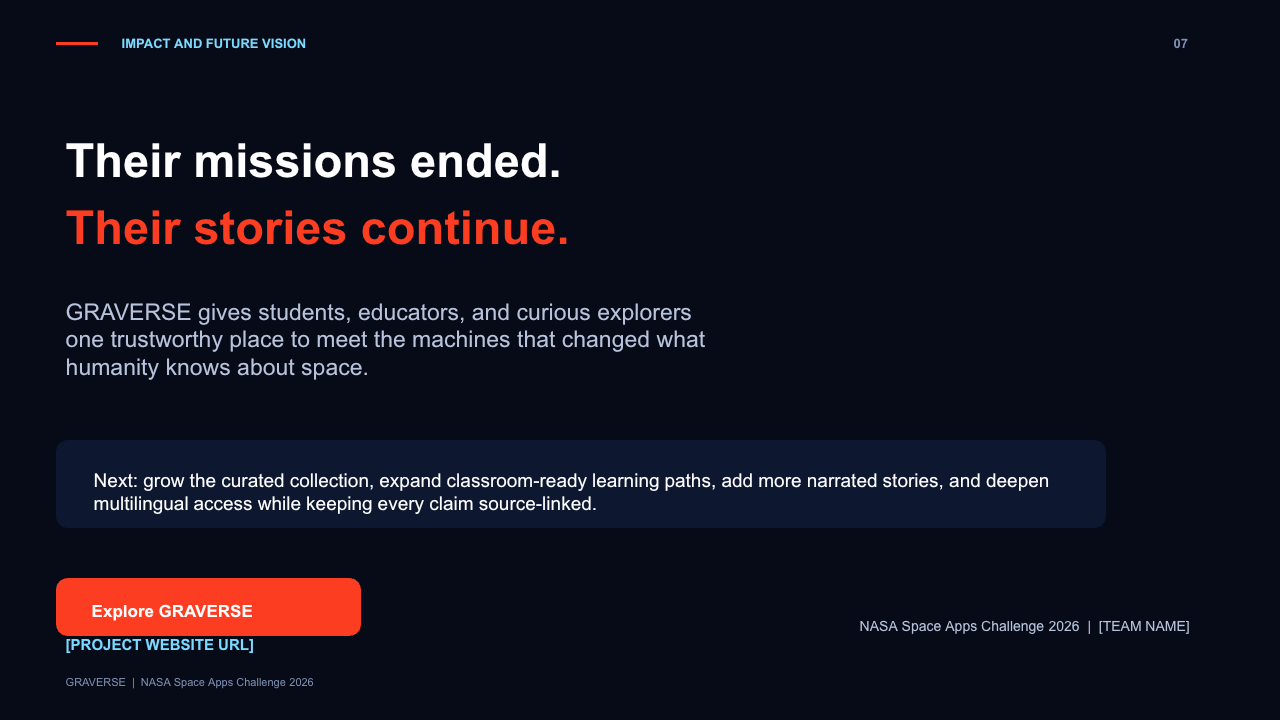 IMPACT AND FUTURE VISION
07
Their missions ended.
Their stories continue.
GRAVERSE gives students, educators, and curious explorers
one trustworthy place to meet the machines that changed what
humanity knows about space.
Next: grow the curated collection, expand classroom-ready learning paths, add more narrated stories, and deepen
multilingual access while keeping every claim source-linked.
Explore GRAVERSE
NASA Space Apps Challenge 2026 | [TEAM NAME]
[PROJECT WEBSITE URL]
GRAVERSE | NASA Space Apps Challenge 2026